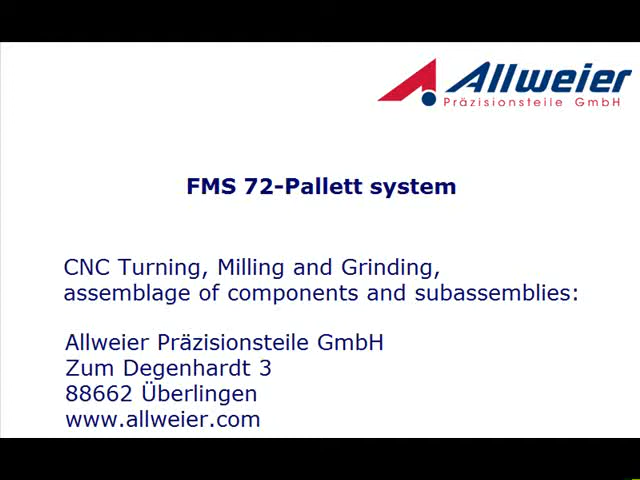 Allweier
Präzisionsteile GmbH
FMS 72-Pallett system
CNC Turning, Milling and Grinding,
assemblage of components and subassemblies:
Allweier Präzisionsteile GmbH
Zum Degenhardt 3
88662 Überlingen
www.allweier.com